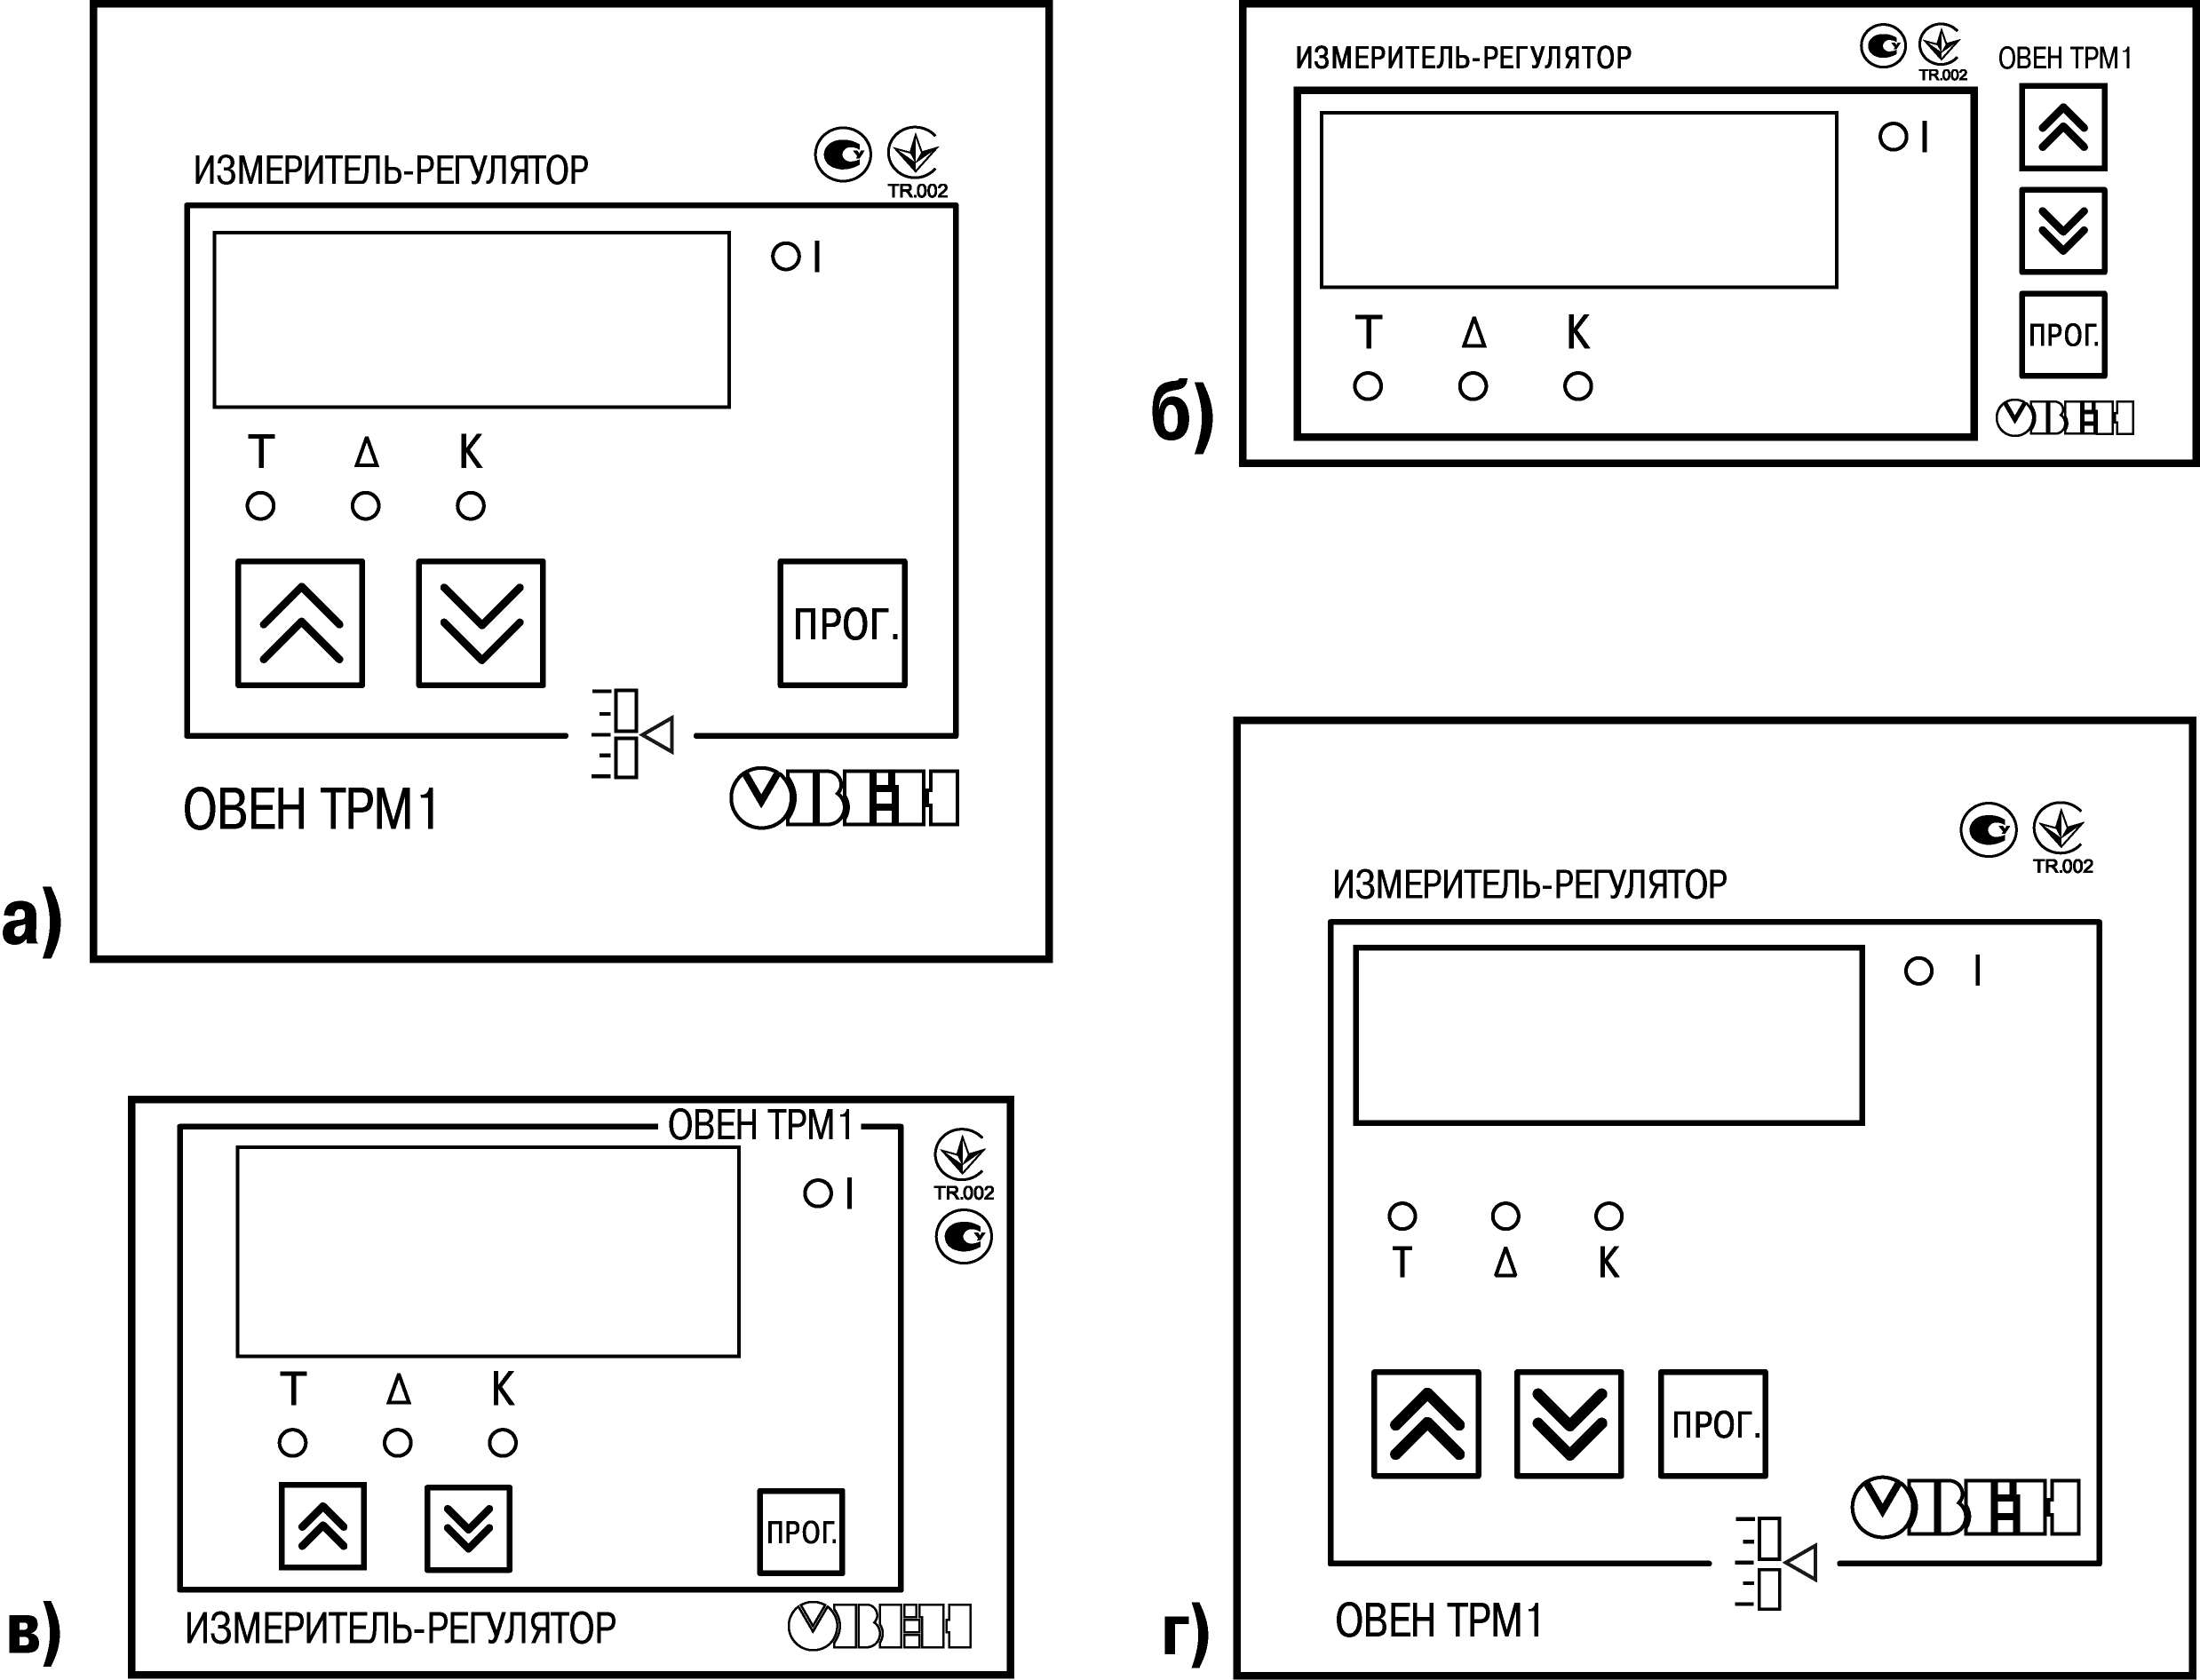 ИЗМЕРИТЕЛЬ-РЕГУЛЯТОР
TR.002
I
Т Δ К
ПРОГ.
ОВЕН ТРМ1
ОВЕН
а)
ИЗМЕРИТЕЛЬ-РЕГУЛЯТОР
TR.002
ОВЕН ТРМ1
I
Т Δ К
ПРОГ.
ОВЕН
б)
ОВЕН ТРМ1
I
TR.002
Т Δ К
ПРОГ.
ИЗМЕРИТЕЛЬ-РЕГУЛЯТОР
ОВЕН
в)
TR.002
ИЗМЕРИТЕЛЬ-РЕГУЛЯТОР
I
Т Δ К
ПРОГ.
ОВЕН
ОВЕН ТРМ1
г)